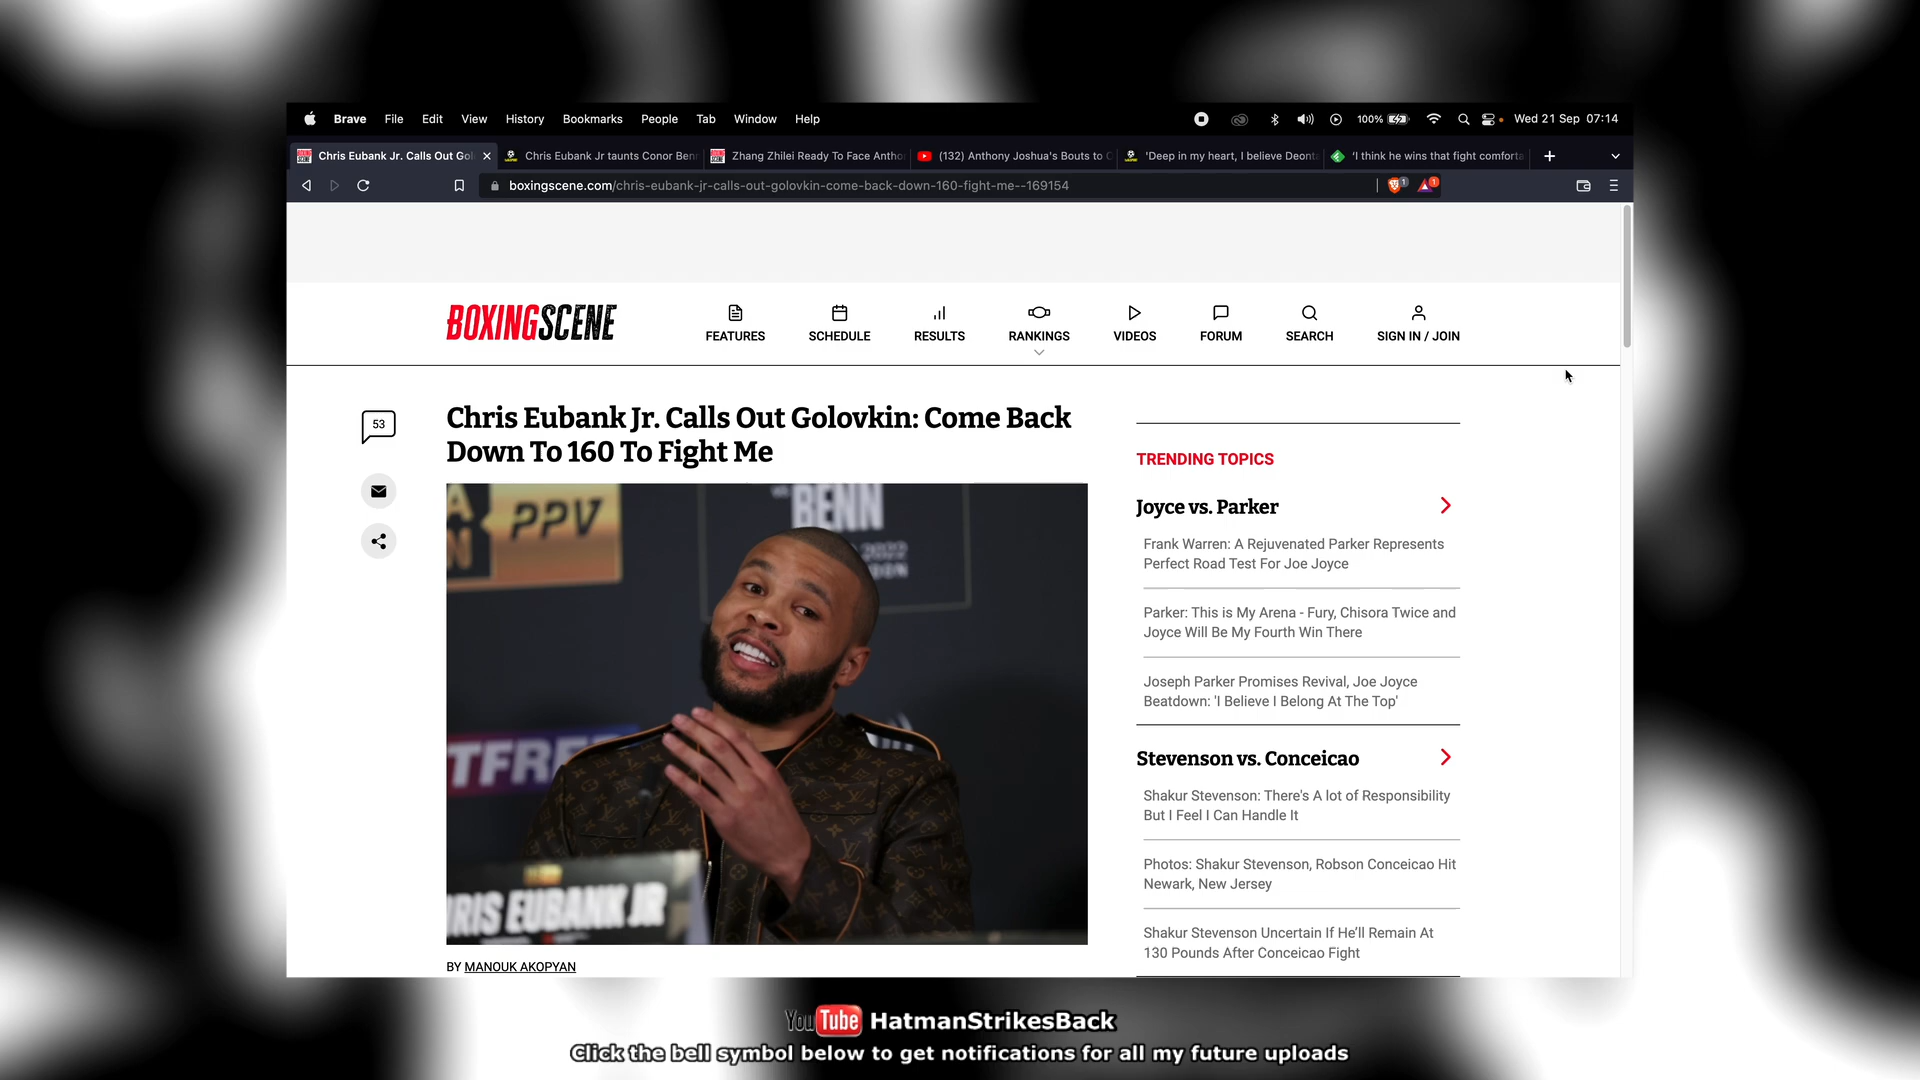 Brave File Edit View History Bookmarks People Tab Window Help 100% Wed 21 Sep 07:14
Chris Eubank Jr. Calls Out Go Chris Eubank Jr taunts Conor Ben Zhang Zhilei Ready To Face Antho (132) Anthony Joshua's Bouts to 'Deep in my heart, I believe Deonta 'I think he wins that fight comforta
boxingscene.com/chris-eubank-jr-calls-out-golovkin-come-back-down-160-fight-me--169154 1 1
BOXINGSCENE
FEATURES SCHEDULE RESULTS RANKINGS VIDEOS FORUM SEARCH SIGN IN / JOIN
53
Chris Eubank Jr. Calls Out Golovkin: Come Back
Down To 160 To Fight Me
PPV
BENN
2022
TFRE
RIS EUBANK JR
BY MANOUK AKOPYAN
TRENDING TOPICS
Joyce vs. Parker
Frank Warren: A Rejuvenated Parker Represents
Perfect Road Test For Joe Joyce
Parker: This is My Arena - Fury, Chisora Twice and
Joyce Will Be My Fourth Win There
Joseph Parker Promises Revival, Joe Joyce
Beatdown: 'I Believe I Belong At The Top'
Stevenson vs. Conceicao
Shakur Stevenson: There's A lot of Responsibility
But I Feel I Can Handle It
Photos: Shakur Stevenson, Robson Conceicao Hit
Newark, New Jersey
Shakur Stevenson Uncertain If He'll Remain At
130 Pounds After Conceicao Fight
YouTube HatmanStrikesBack
Click the bell symbol below to get notifications for all my future uploads